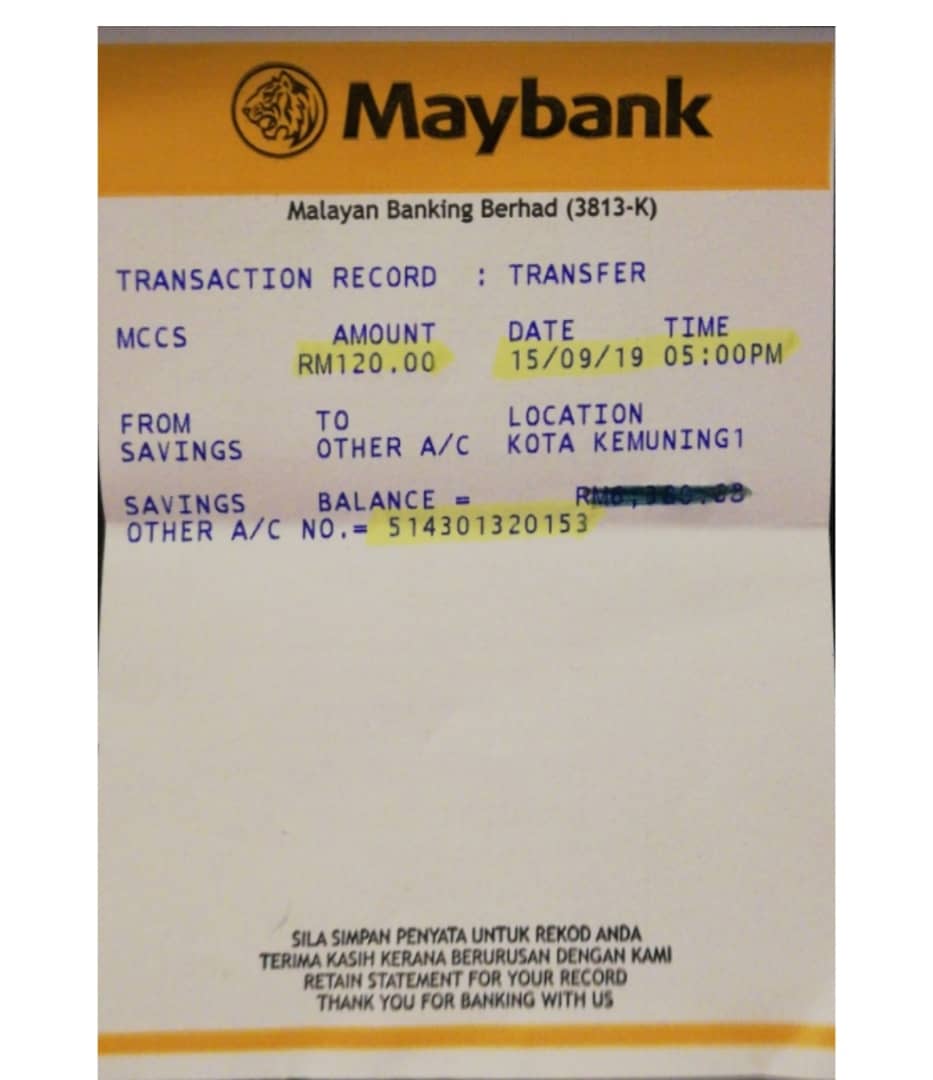 Maybank
Malayan Banking Berhad (3813-K)
TRANSACTION RECORD : TRANSFER
MCCS AMOUNT DATE TIME
RM120.00 15/09/19 05:00PM
FROM TO LOCATION
SAVINGS OTHER A/C KOTA KEMUNING1
SAVINGS BALANCE =
OTHER A/C NO.= 514301320153
SILA SIMPAN PENYATA UNTUK REKOD ANDA
TERIMA KASIH KERANA BERURUSAN DENGAN KAMI
RETAIN STATEMENT FOR YOUR RECORD
THANK YOU FOR BANKING WITH US